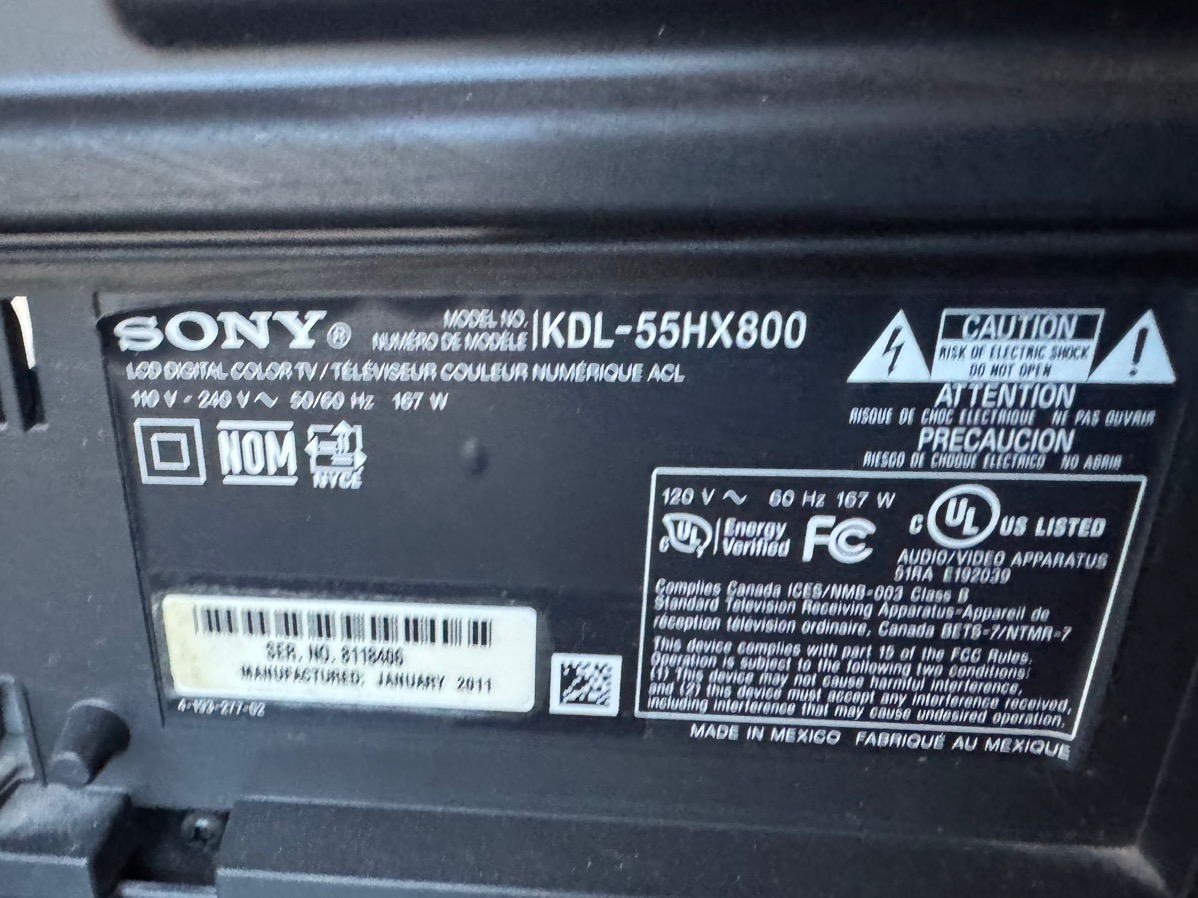 SONY® MODEL NO. NUMÉRO DE MODÈLE KDL-55HX800
LCD DIGITAL COLOR TV / TÉLÉVISEUR COULEUR NUMÉRIQUE ACL
110 V - 240 V ~ 50/60 Hz 167 W
NOM NYCE
CAUTION
RISK OF ELECTRIC SHOCK
DO NOT OPEN
ATTENTION
RISQUE DE CHOC ELECTRIQUE NE PAS OUVRIR
PRECAUCION
RIESGO DE CHOQUE ELECTRICO NO ABRIR
120 V ~ 60 Hz 167 W
C UL Energy Verified FC C UL US LISTED
AUDIO/VIDEO APPARATUS
91RA E192039
Complies Canada ICES/NMB-003 Class B
Standard Television Receiving Apparatus-Appareil de
réception télévision ordinaire, Canada BETS-7/NTMR-7
This device complies with part 15 of the FCC Rules.
Operation is subject to the following two conditions:
(1) This device may not cause harmful interference,
and (2) this device must accept any interference received,
including interference that may cause undesired operation.
SER. NO. 8118406
MANUFACTURED: JANUARY 2011
4-193-277-02
MADE IN MEXICO FABRIQUÉ AU MEXIQUE